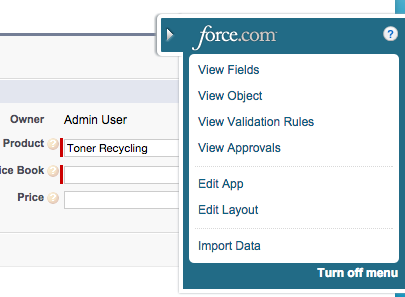 force.com
?
View Fields
View Object
View Validation Rules
View Approvals
Edit App
Edit Layout
Import Data
Turn off menu
Owner Admin User
Product ? Toner Recycling
ice Book ?
Price ?